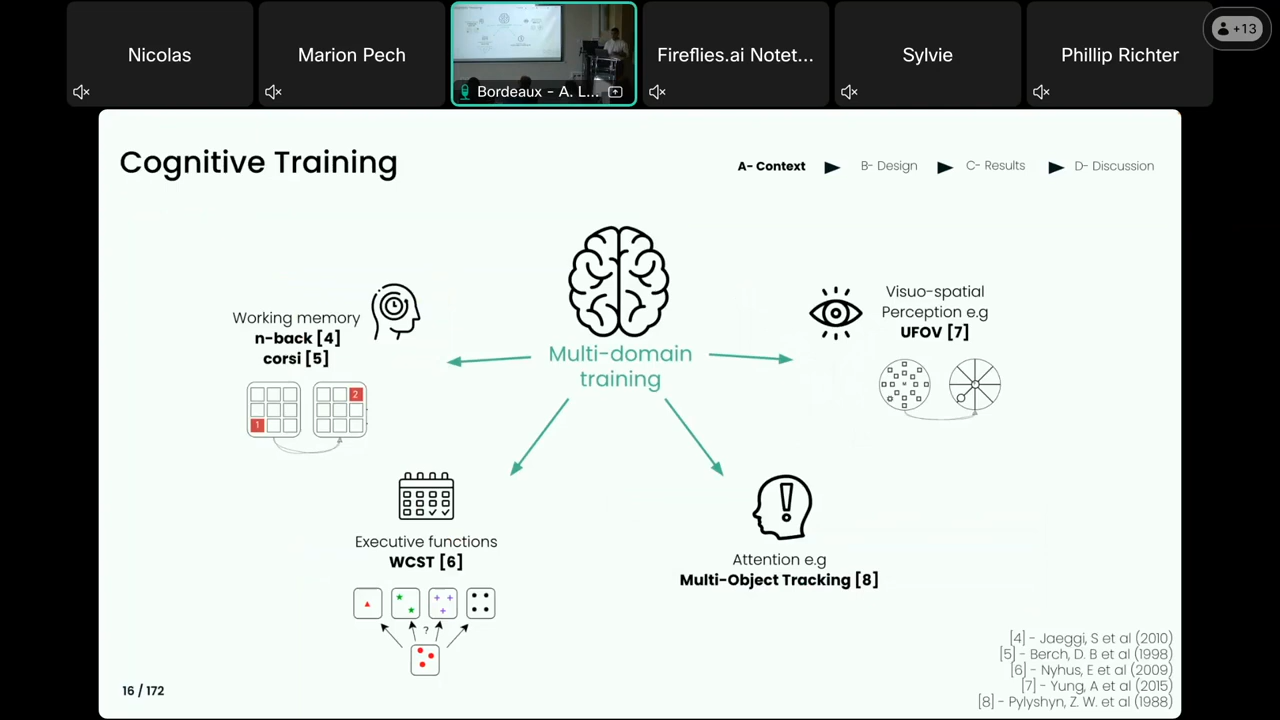 Nicolas
Marion Pech
Bordeaux - A. L...
Fireflies.ai Notet...
Sylvie
Phillip Richter
+13
Cognitive Training
A- Context
B- Design
C- Results
D- Discussion
Working memory
n-back [4]
corsi [5]
1
2
Multi-domain
training
Visuo-spatial
Perception e.g
UFOV [7]
Executive functions
WCST [6]
?
Attention e.g
Multi-Object Tracking [8]
[4] - Jaeggi, S et al (2010)
[5] - Berch, D. B et al (1998)
[6] - Nyhus, E et al (2009)
[7] - Yung, A et al (2015)
[8] - Pylyshyn, Z. W. et al (1988)
16 / 172